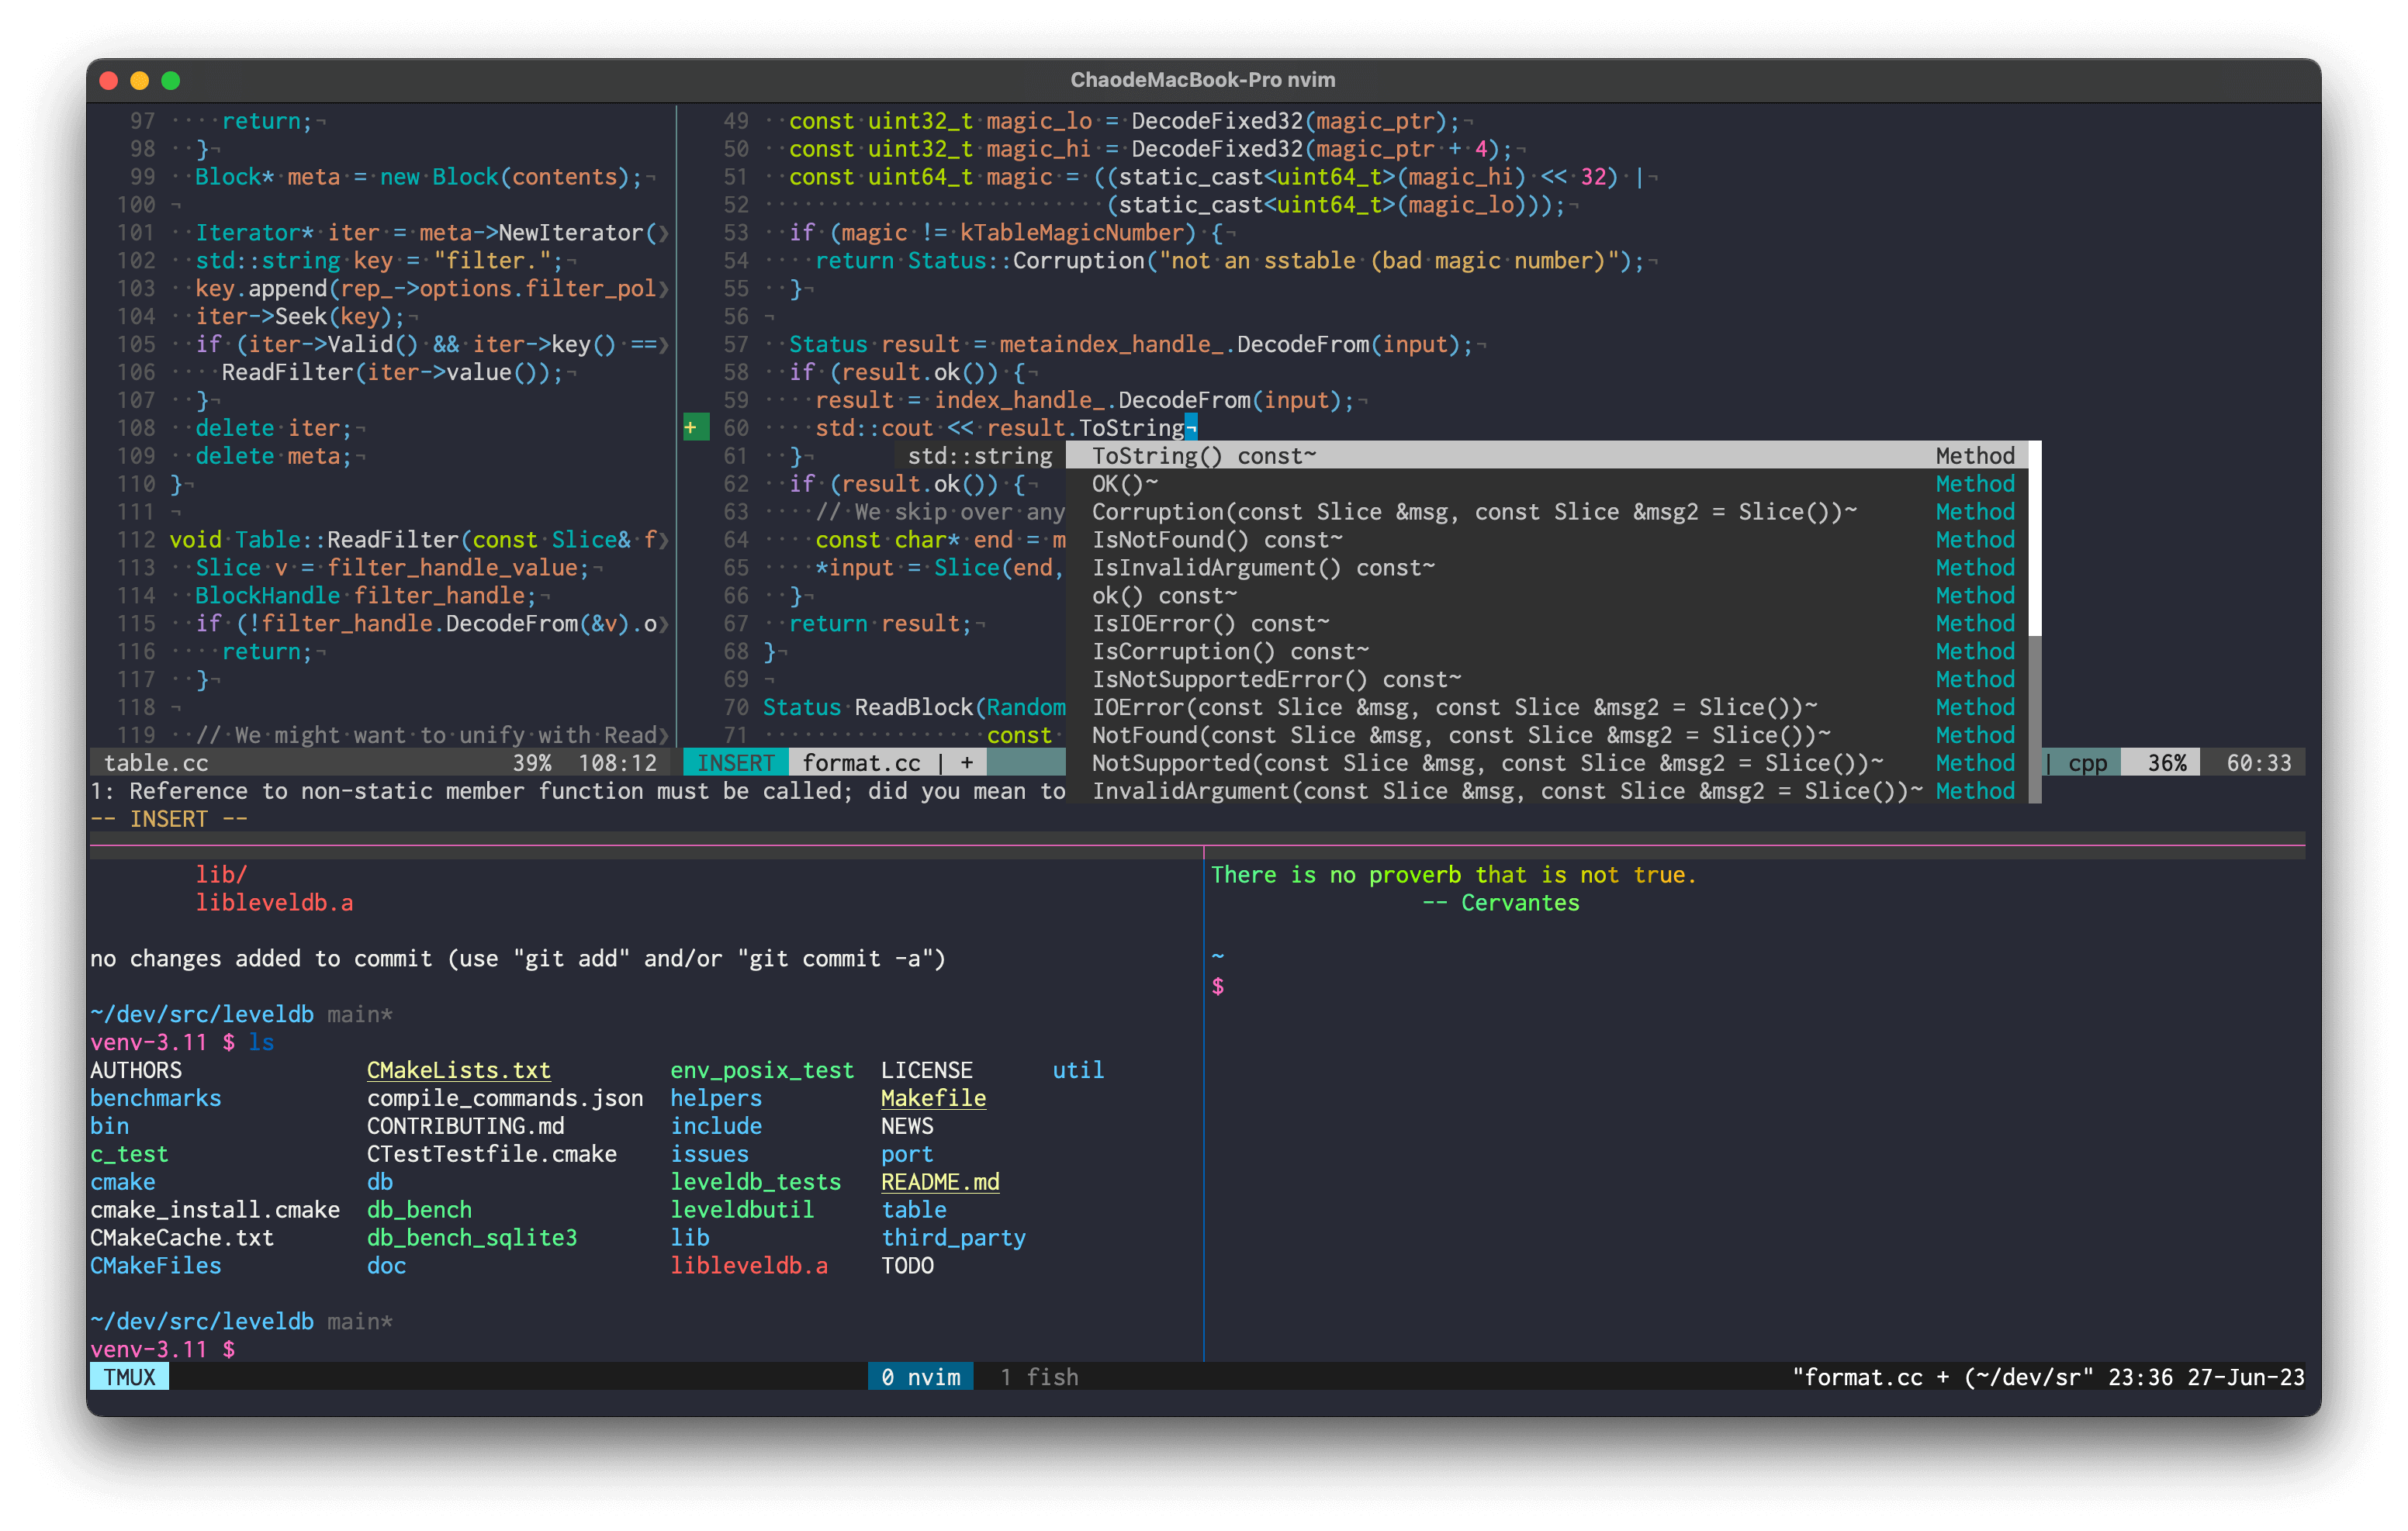 ChaodeMacBook-Pro nvim
97 ····return;¬
98 ··}¬
99 ··Block*·meta·=·new·Block(contents);¬
100 ¬
101 ··Iterator*·iter·=·meta->NewIterator(❯
102 ··std::string·key·=·"filter.";¬
103 ··key.append(rep_->options.filter_pol❯
104 ··iter->Seek(key);¬
105 ··if·(iter->Valid()·&&·iter->key()·==❯
106 ····ReadFilter(iter->value());¬
107 ··}¬
108 ··delete·iter;¬
109 ··delete·meta;¬
110 }¬
111 ¬
112 void·Table::ReadFilter(const·Slice&·f❯
113 ··Slice·v·=·filter_handle_value;¬
114 ··BlockHandle·filter_handle;¬
115 ··if·(!filter_handle.DecodeFrom(&v).o❯
116 ····return;¬
117 ··}¬
118 ¬
119 ··//·We·might·want·to·unify·with·Read❯
table.cc 39% 108:12
49 ··const·uint32_t·magic_lo·=·DecodeFixed32(magic_ptr);¬
50 ··const·uint32_t·magic_hi·=·DecodeFixed32(magic_ptr·+·4);¬
51 ··const·uint64_t·magic·=·((static_cast<uint64_t>(magic_hi)·<<·32)·|¬
52 ··························(static_cast<uint64_t>(magic_lo)));¬
53 ··if·(magic·!=·kTableMagicNumber)·{¬
54 ····return·Status::Corruption("not·an·sstable·(bad·magic·number)");¬
55 ··}¬
56 ¬
57 ··Status·result·=·metaindex_handle_.DecodeFrom(input);¬
58 ··if·(result.ok())·{¬
59 ····result·=·index_handle_.DecodeFrom(input);¬
+ 60 ····std::cout·<<·result.ToString¬
61 ··}¬ std::string
62 ··if·(result.ok())·{¬
63 ····//·We·skip·over·any
64 ····const·char*·end·=·m
65 ····*input·=·Slice(end,
66 ··}¬
67 ··return·result;¬
68 }¬
69 ¬
70 Status·ReadBlock(Random
71 ·················const
ToString() const~ Method
OK()~ Method
Corruption(const Slice &msg, const Slice &msg2 = Slice())~ Method
IsNotFound() const~ Method
IsInvalidArgument() const~ Method
ok() const~ Method
IsIOError() const~ Method
IsCorruption() const~ Method
IsNotSupportedError() const~ Method
IOError(const Slice &msg, const Slice &msg2 = Slice())~ Method
NotFound(const Slice &msg, const Slice &msg2 = Slice())~ Method
NotSupported(const Slice &msg, const Slice &msg2 = Slice())~ Method
InvalidArgument(const Slice &msg, const Slice &msg2 = Slice())~ Method
INSERT format.cc | + | cpp 36% 60:33
1: Reference to non-static member function must be called; did you mean to
-- INSERT --
lib/
libleveldb.a
no changes added to commit (use "git add" and/or "git commit -a")
~/dev/src/leveldb main*
venv-3.11 $ ls
AUTHORS CMakeLists.txt env_posix_test LICENSE util
benchmarks compile_commands.json helpers Makefile
bin CONTRIBUTING.md include NEWS
c_test CTestTestfile.cmake issues port
cmake db leveldb_tests README.md
cmake_install.cmake db_bench leveldbutil table
CMakeCache.txt db_bench_sqlite3 lib third_party
CMakeFiles doc libleveldb.a TODO
~/dev/src/leveldb main*
venv-3.11 $
There is no proverb that is not true.
-- Cervantes
~
$
TMUX 0 nvim 1 fish "format.cc + (~/dev/sr" 23:36 27-Jun-23